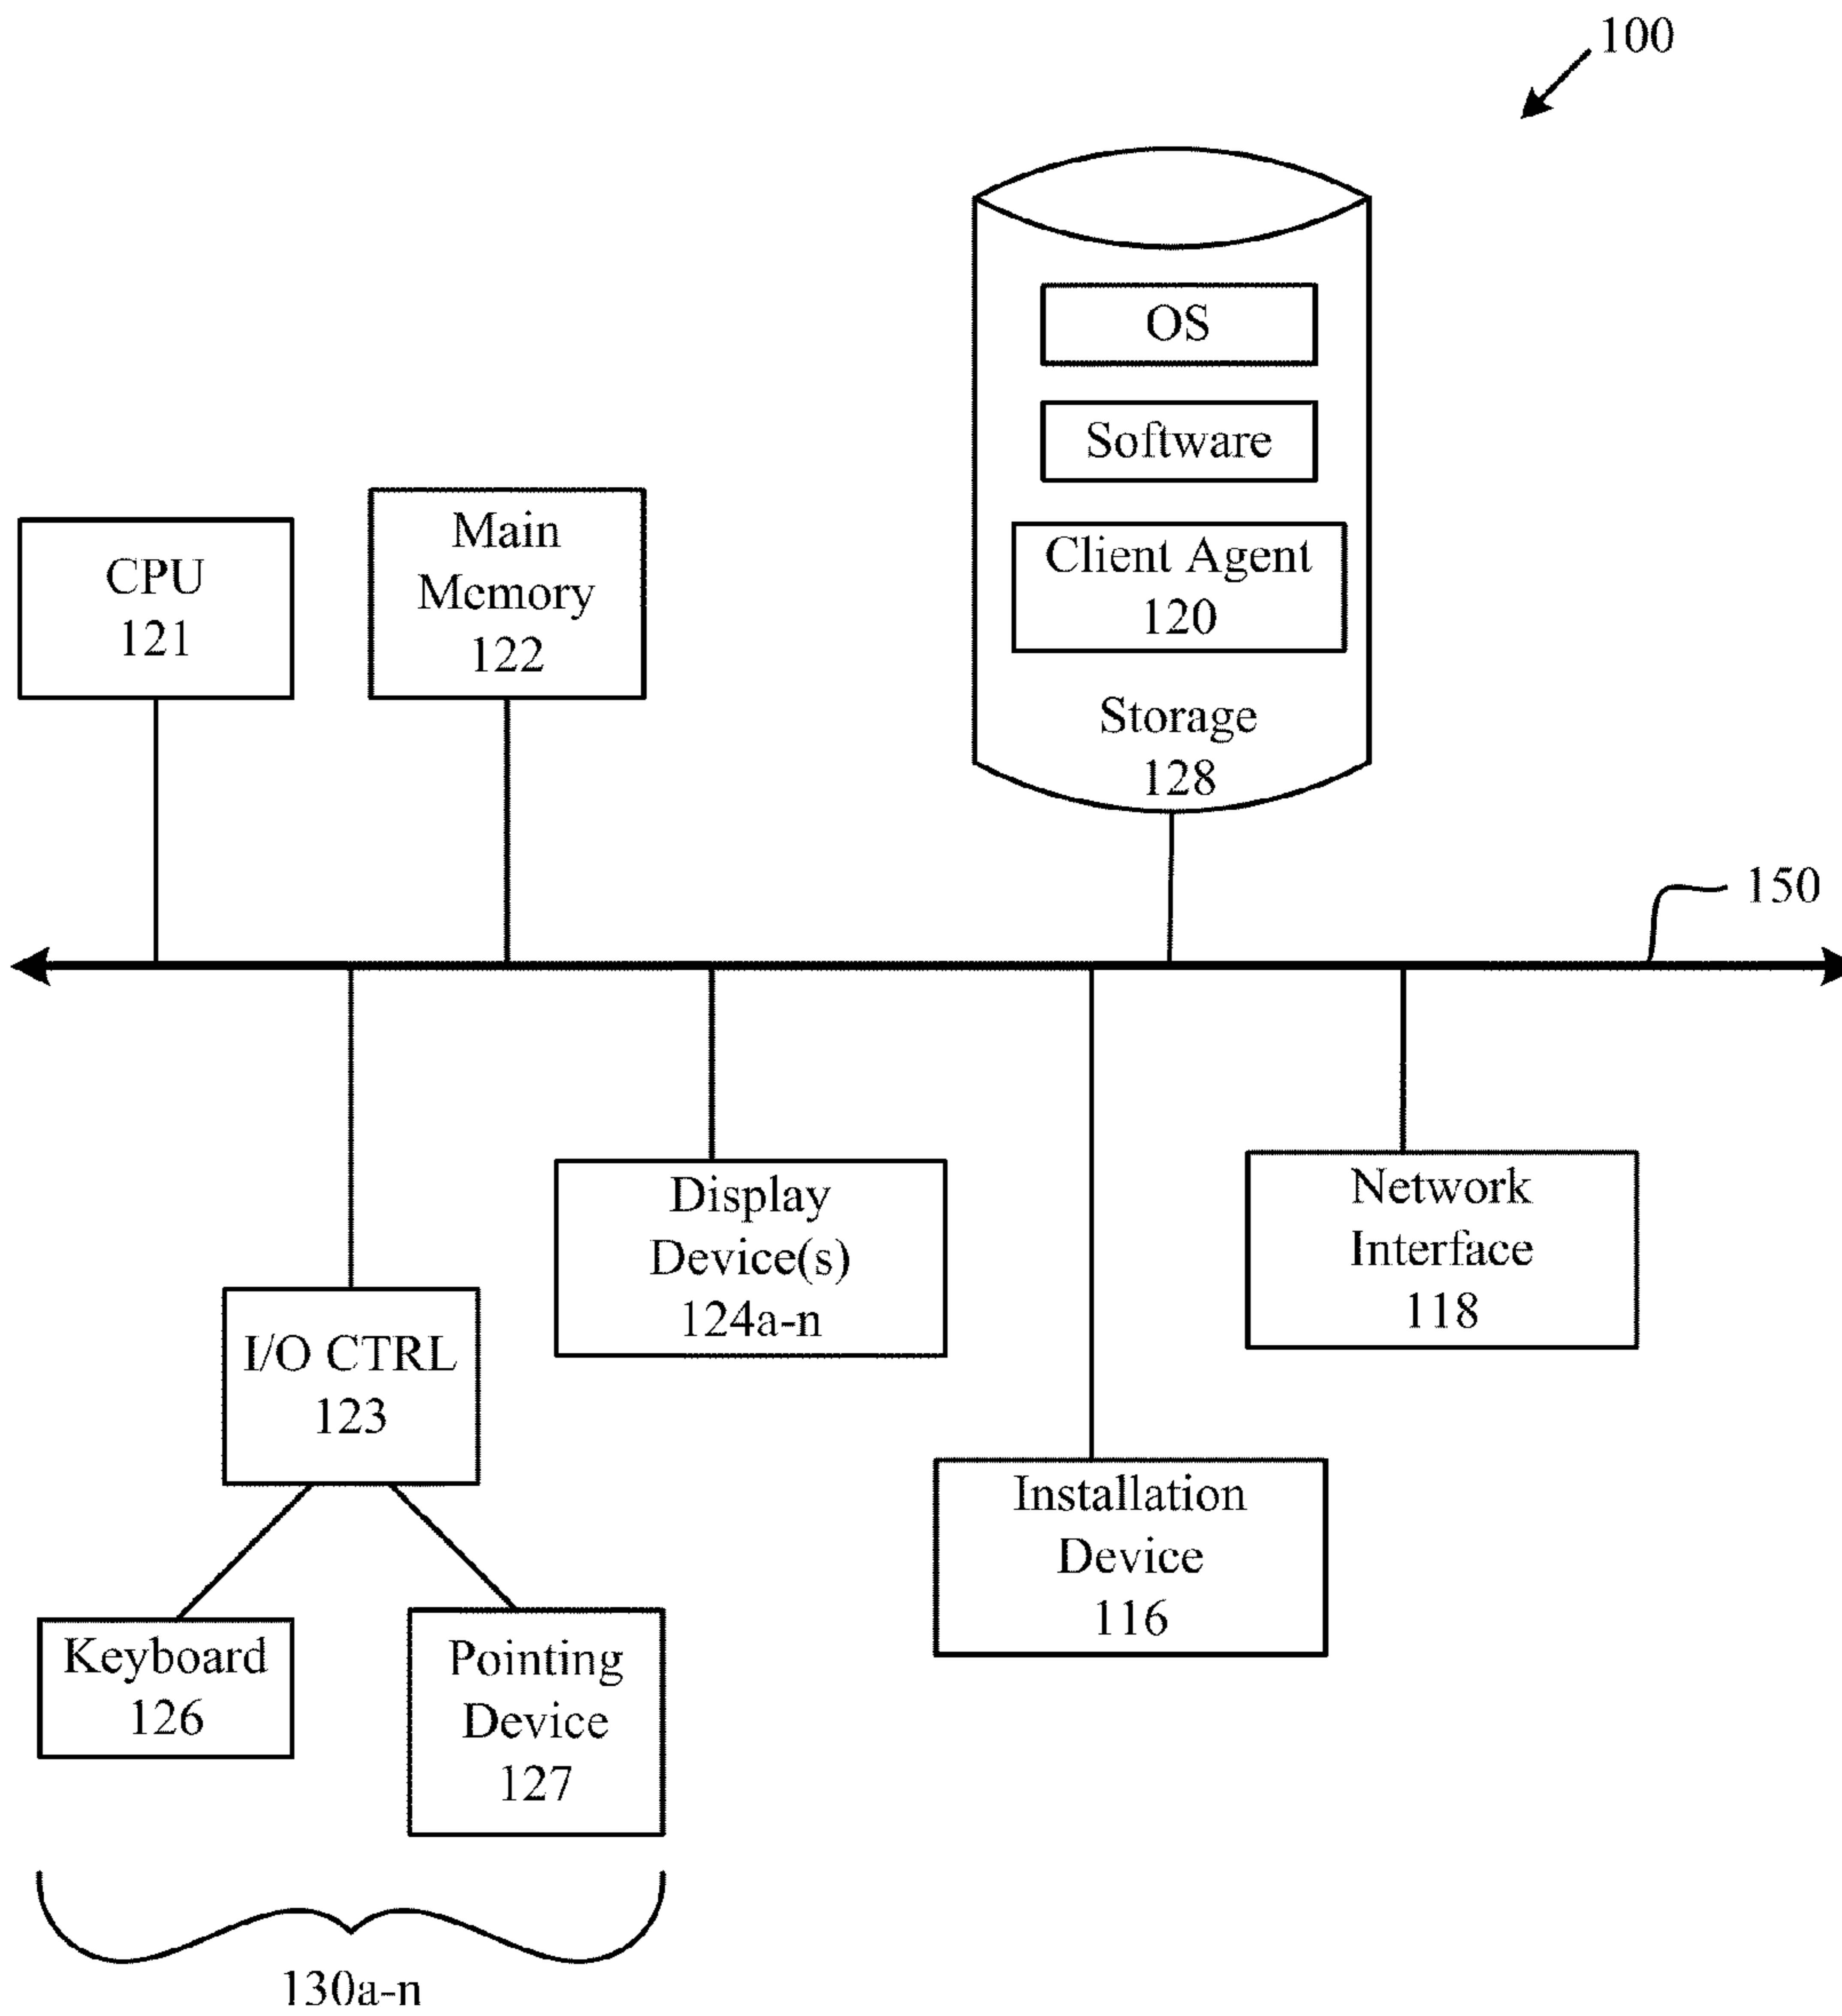 100
OS
Software
Client Agent
120
Storage
128
CPU
121
Main
Memory
122
150
Display
Device(s)
124a-n
Network
Interface
118
I/O CTRL
123
Installation
Device
116
Keyboard
126
Pointing
Device
127
130a-n